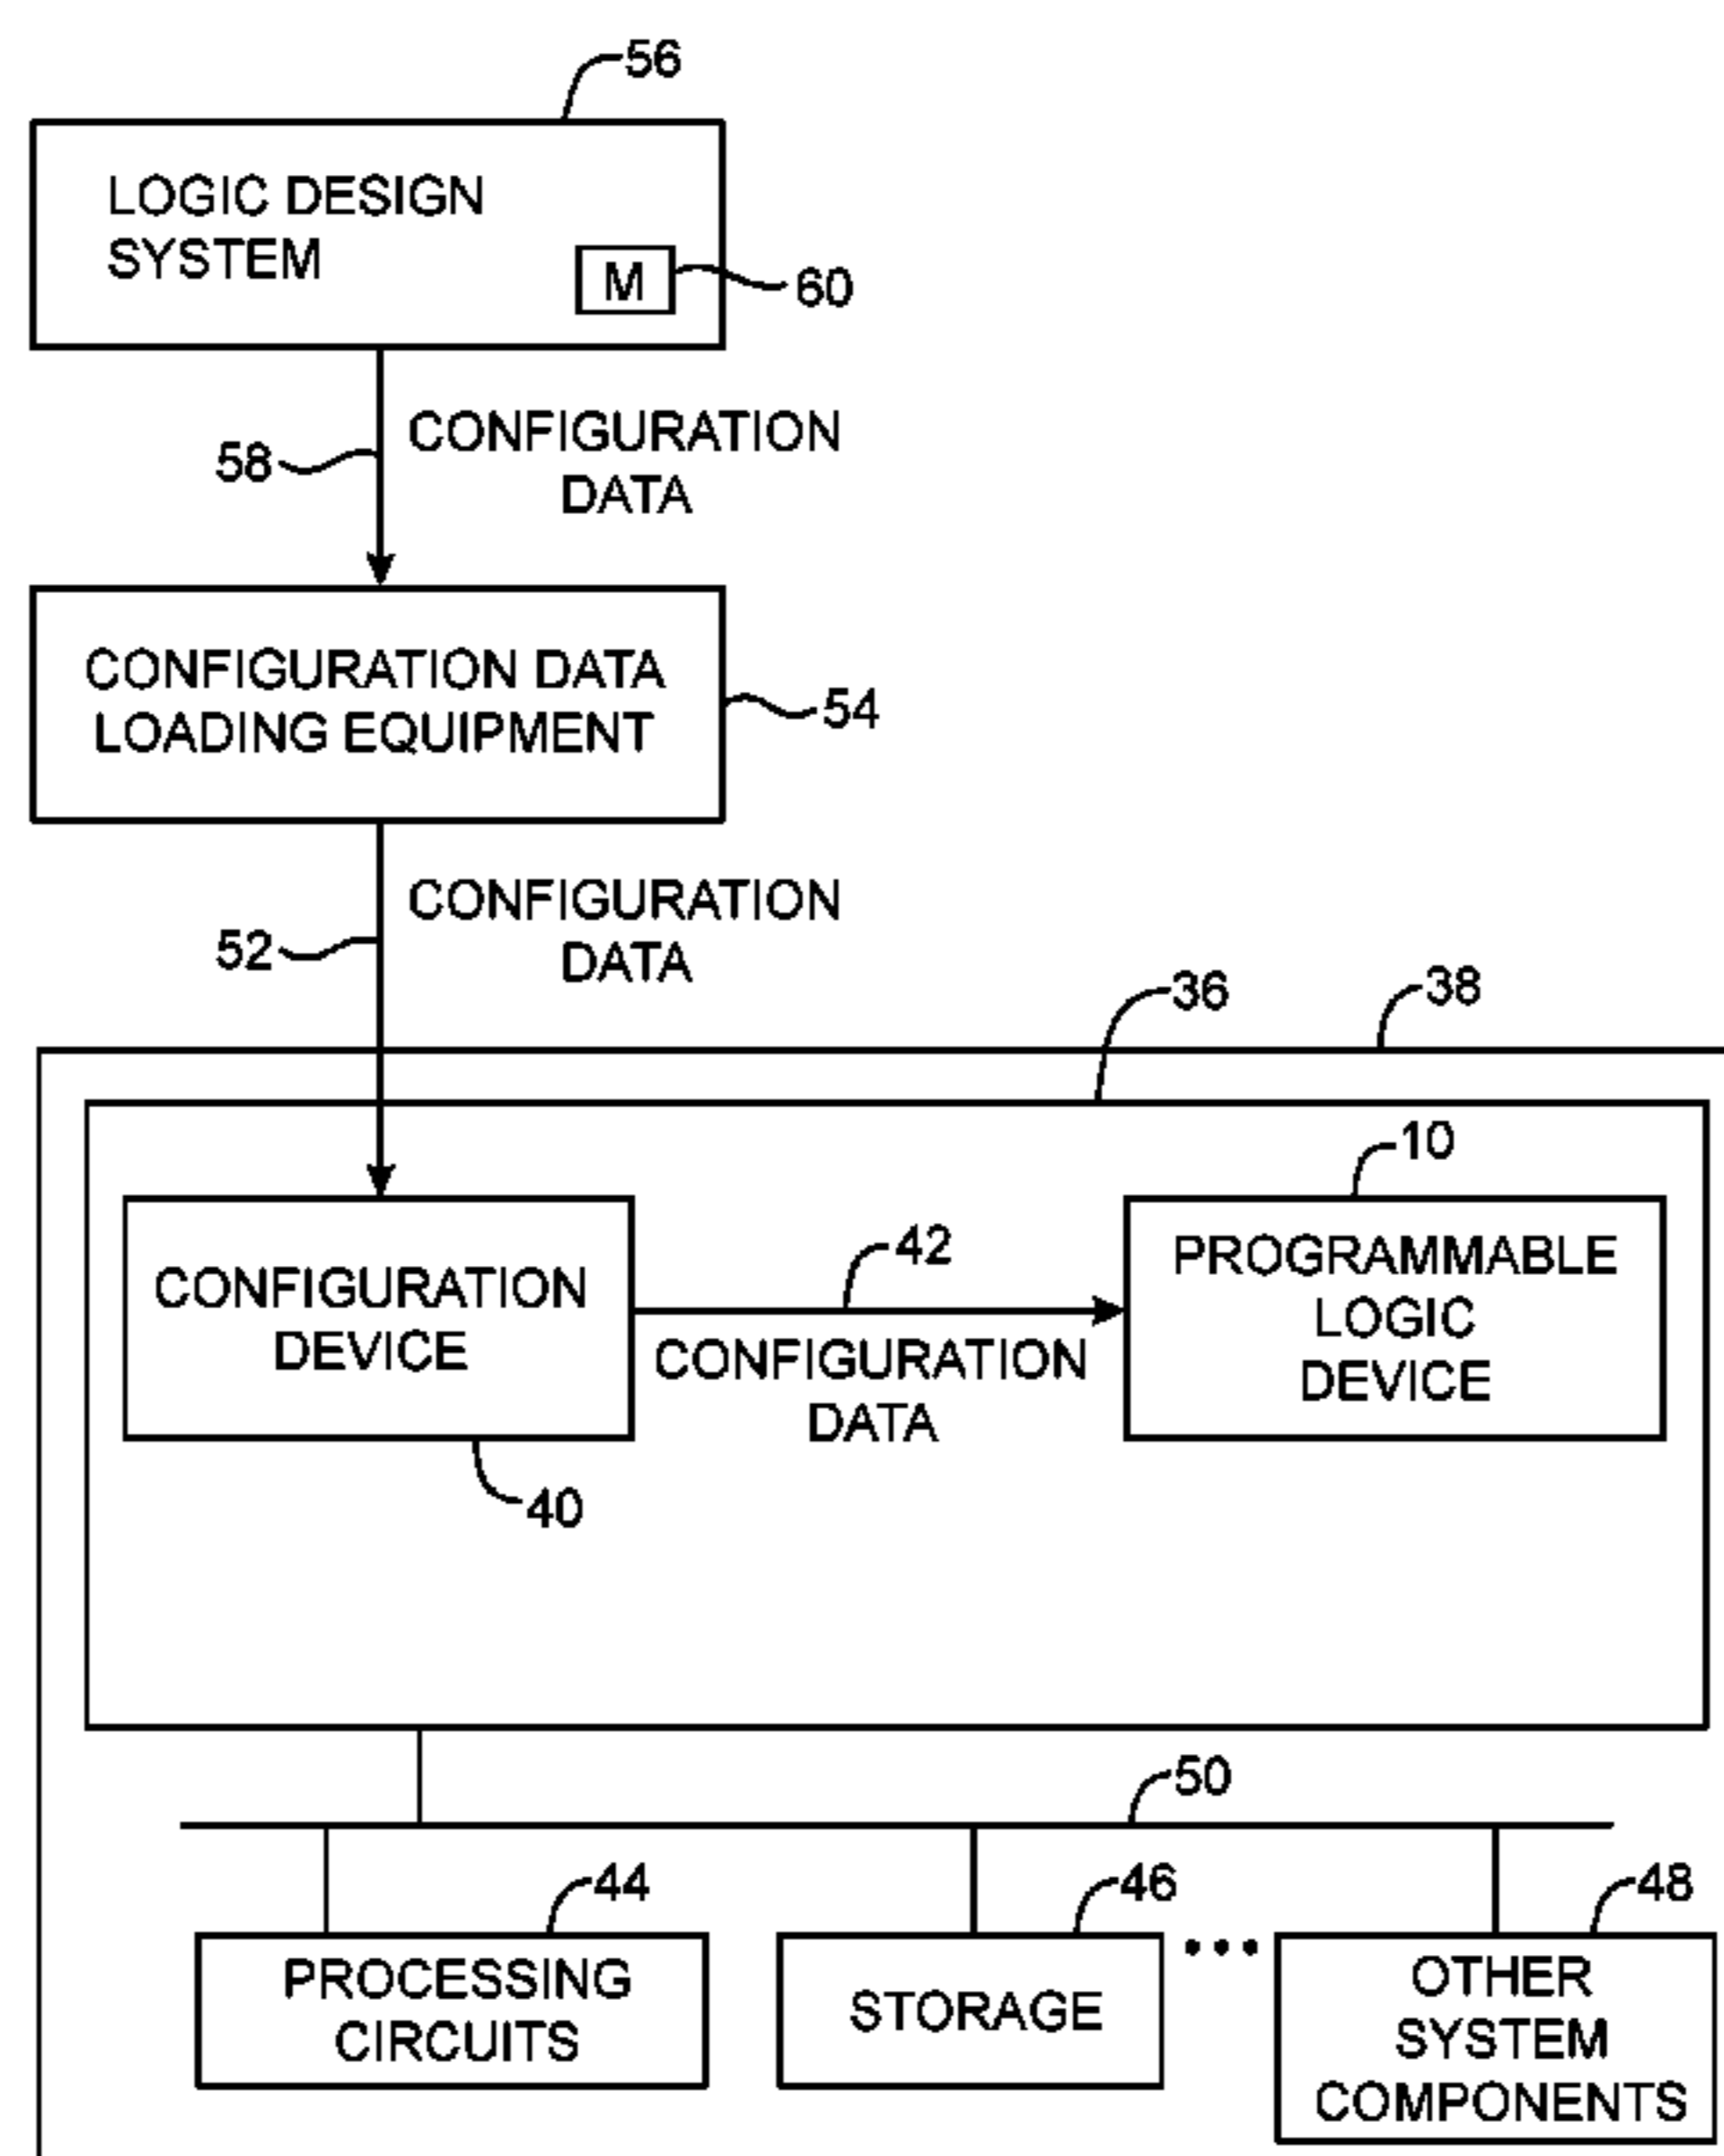 56
LOGIC DESIGN
SYSTEM
M
60
58
CONFIGURATION
DATA
CONFIGURATION DATA
LOADING EQUIPMENT
54
52
CONFIGURATION
DATA
36
38
10
CONFIGURATION
DEVICE
40
42
CONFIGURATION
DATA
PROGRAMMABLE
LOGIC
DEVICE
50
44
46
48
PROCESSING
CIRCUITS
STORAGE
•••
OTHER
SYSTEM
COMPONENTS